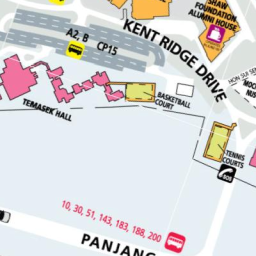 SHAW
FOUNDATION
ALUMNI HOUSE
KENT RIDGE DRIVE
A2, B CP15
BASKETBALL
COURT
TEMASEK HALL
TENNIS
COURTS
SOS
10, 30, 51, 143, 183, 188, 200
PANJANG